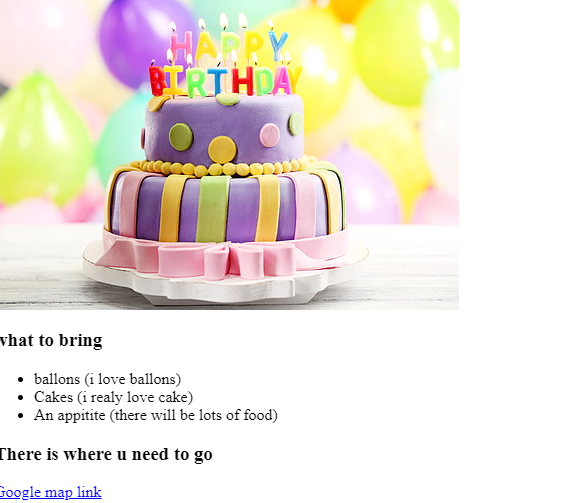 HAPPY
BIRTHDAY
what to bring
ballons (i love ballons)
Cakes (i realy love cake)
An appitite (there will be lots of food)
There is where u need to go
Google map link